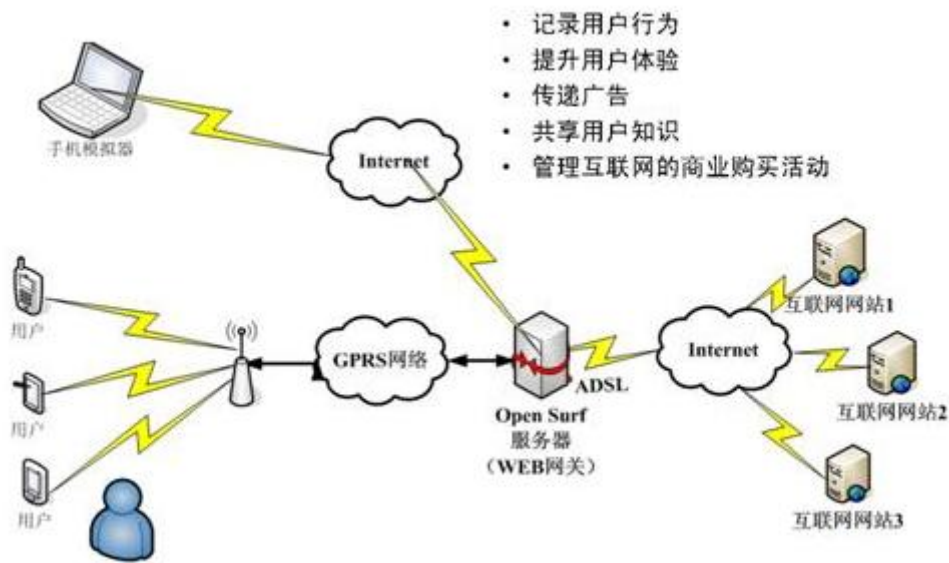 • 记录用户行为
• 提升用户体验
• 传递广告
• 共享用户知识
• 管理互联网的商业购买活动
手机模拟器
Internet
用户
用户
用户
GPRS网络
ADSL
Open Surf
服务器
（WEB网关）
Internet
互联网网站1
互联网网站2
互联网网站3